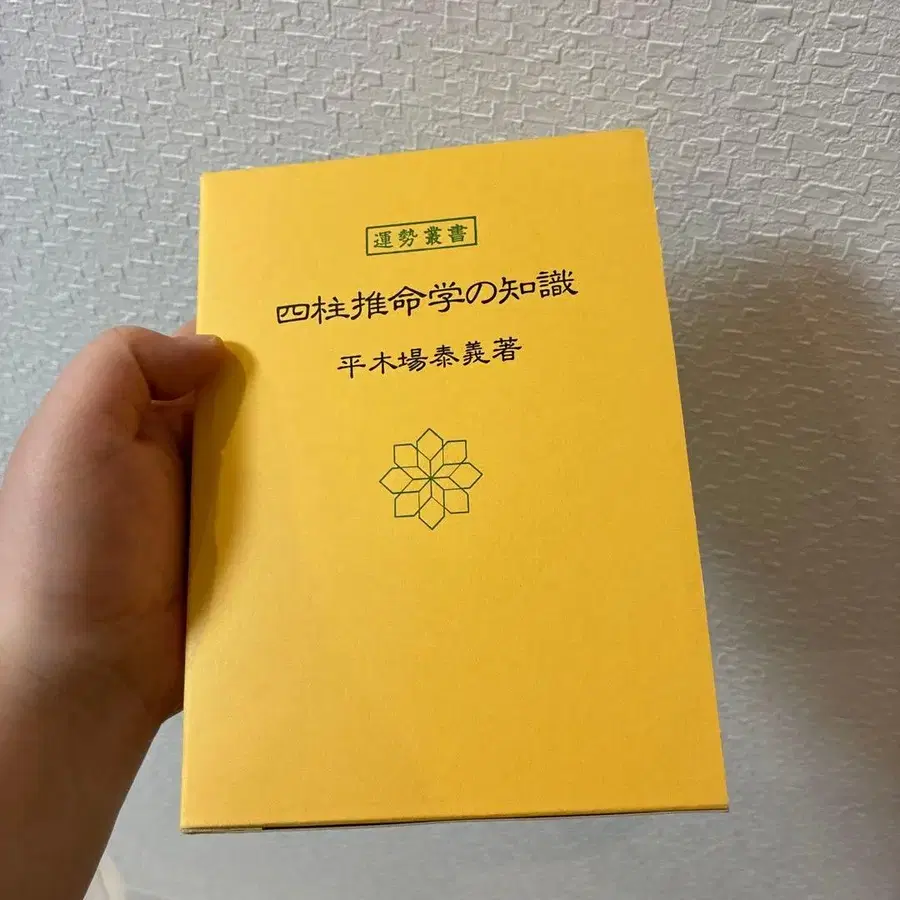 運勢叢書
四柱推命学の知識
平木場泰義著